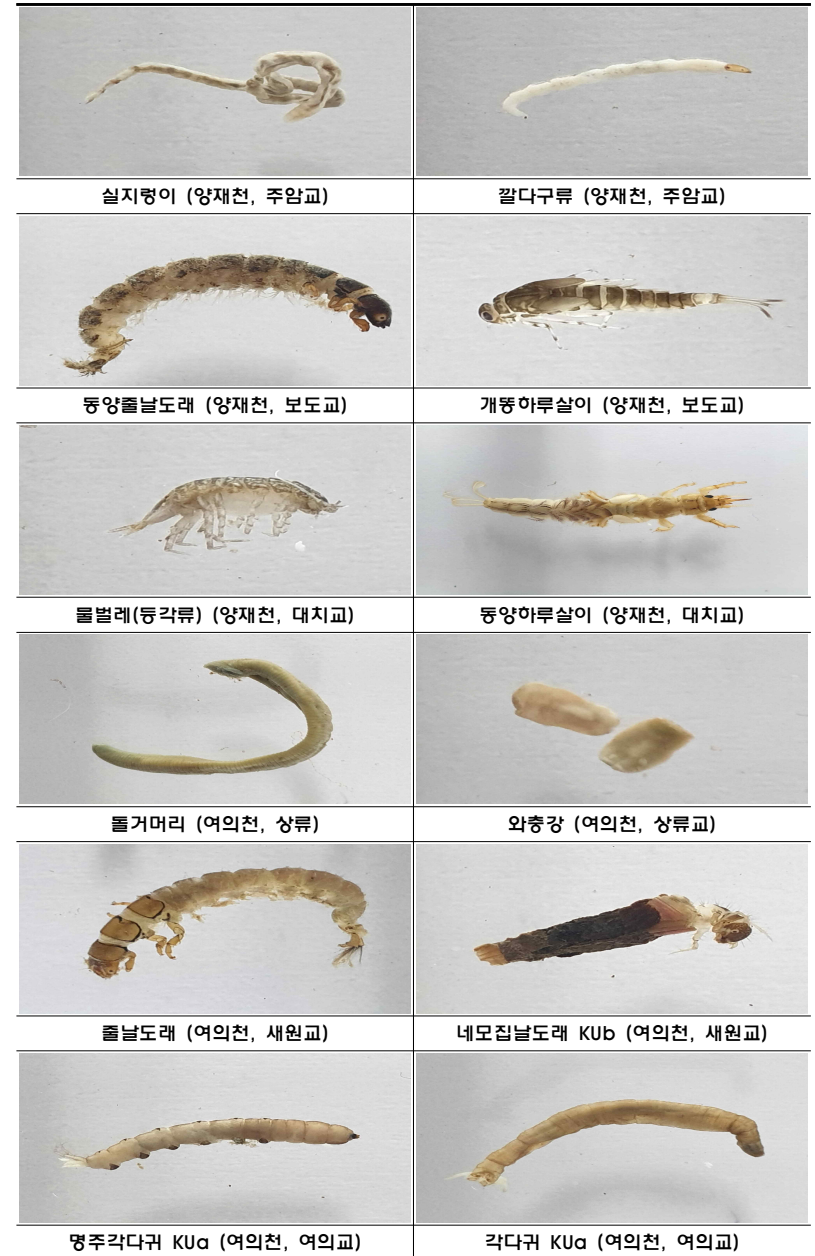 실지렁이 (양재천, 주암교)
깔다구류 (양재천, 주암교)
동양줄날도래 (양재천, 보도교)
개똥하루살이 (양재천, 보도교)
물벌레(등각류) (양재천, 대치교)
동양하루살이 (양재천, 대치교)
돌거머리 (여의천, 상류)
와충강 (여의천, 상류교)
줄날도래 (여의천, 새원교)
네모집날도래 KUb (여의천, 새원교)
명주각다귀 KUa (여의천, 여의교)
각다귀 KUa (여의천, 여의교)